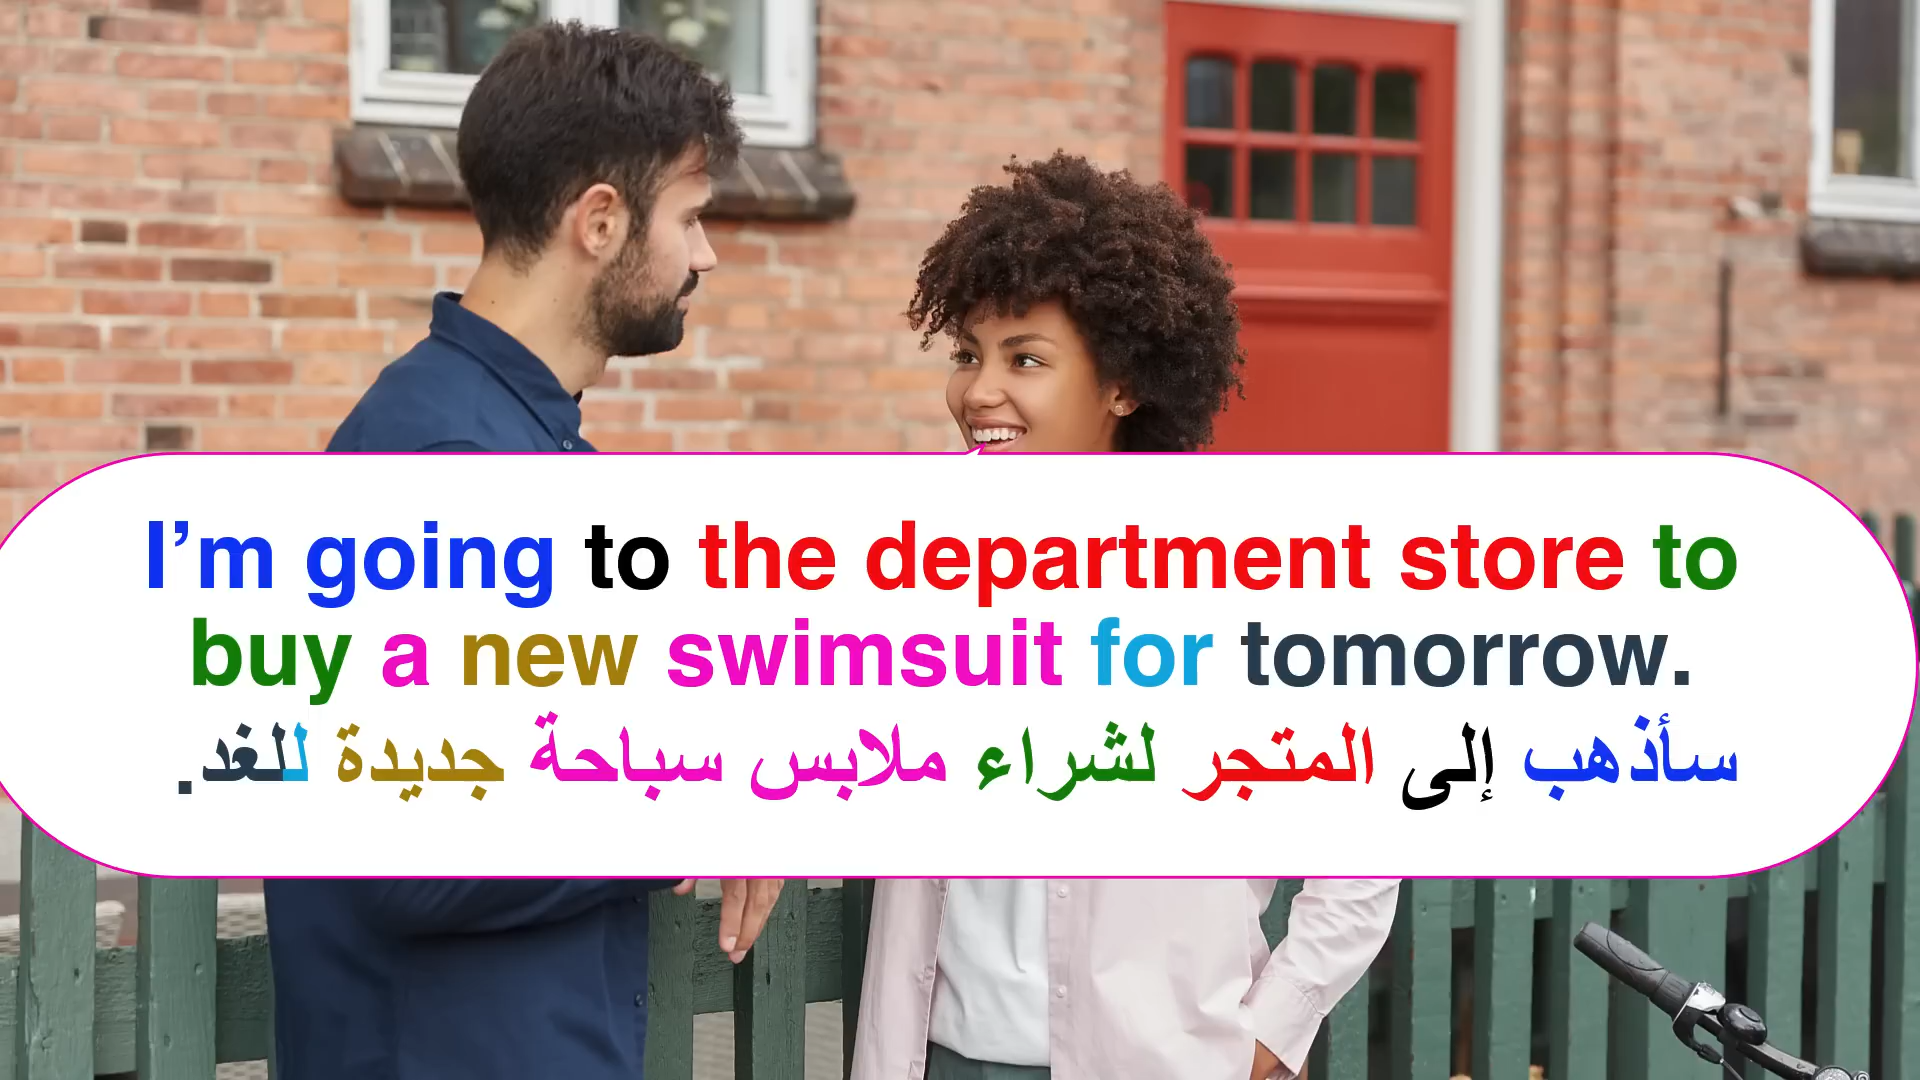 I’m going to the department store to
buy a new swimsuit for tomorrow.
سأذهب إلى المتجر لشراء ملابس سباحة جديدة للغد.